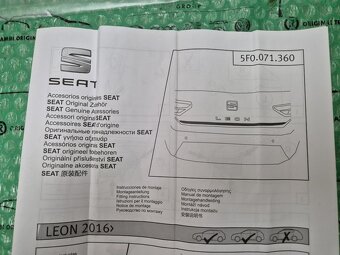 SEAT
5F0.071.360
Accesorios originales SEAT
SEAT Original Zubehör
SEAT Genuine Accessories
Accessori originali SEAT
Accessoires SEAT d'origine
Оригинальные принадлежности SEAT
SEAT γνήσια αξεσουάρ
Acessórios originais SEAT
SEAT origineel toebehoren
Originální příslušenství SEAT
Originalne akcesoria SEAT
SEAT 原装配件
LEON
Instrucciones de montaje
Montageanleitung
Fitting instructions
Istruzioni per il montaggio
Notice de montage
Руководство по монтажу
Οδηγίες συναρμολόγησης
Manual de montagem
Montagehandleiding
Montážní návod
Instrukcja montażu
安装说明书
LEON 2016>